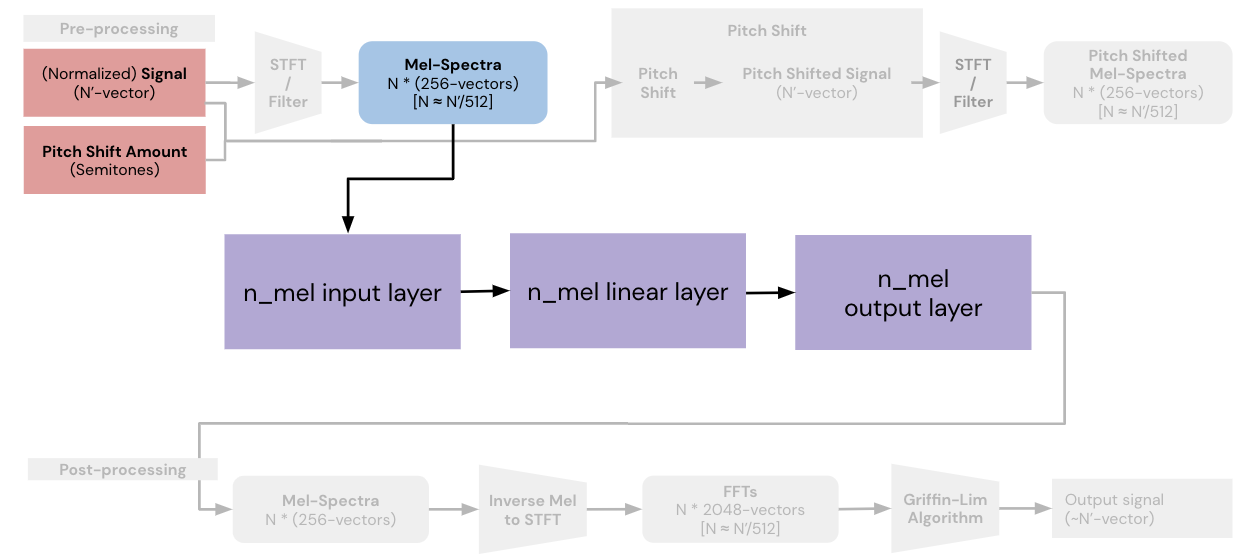 Pre-processing
(Normalized) Signal
(N'-vector)
Pitch Shift Amount
(Semitones)
STFT
/
Filter
Mel-Spectra
N * (256-vectors)
[N ≈ N'/512]
Pitch Shift
Pitch
Shift
Pitch Shifted Signal
(N'-vector)
STFT
/
Filter
Pitch Shifted
Mel-Spectra
N * (256-vectors)
[N ≈ N'/512]
n_mel input layer
n_mel linear layer
n_mel
output layer
Post-processing
Mel-Spectra
N * (256-vectors)
Inverse Mel
to STFT
FFTs
N * 2048-vectors
[N ≈ N'/512]
Griffin-Lim
Algorithm
Output signal
(~N'-vector)